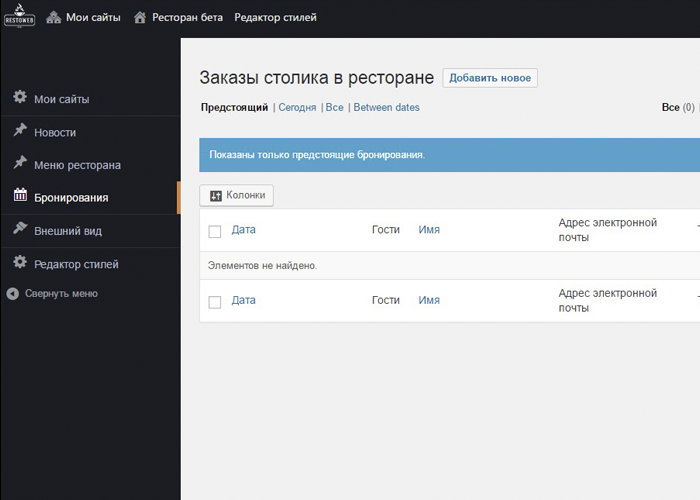 RESTOWEB
Мои сайты Ресторан бета Редактор стилей
Мои сайты
Новости
Меню ресторана
Бронирования
Внешний вид
Редактор стилей
Свернуть меню
Заказы столика в ресторане Добавить новое
Предстоящий | Сегодня | Все | Between dates Все (0) |
Показаны только предстоящие бронирования.
Колонки
Дата Гости Имя Адрес электронной
почты
Элементов не найдено.
Дата Гости Имя Адрес электронной
почты